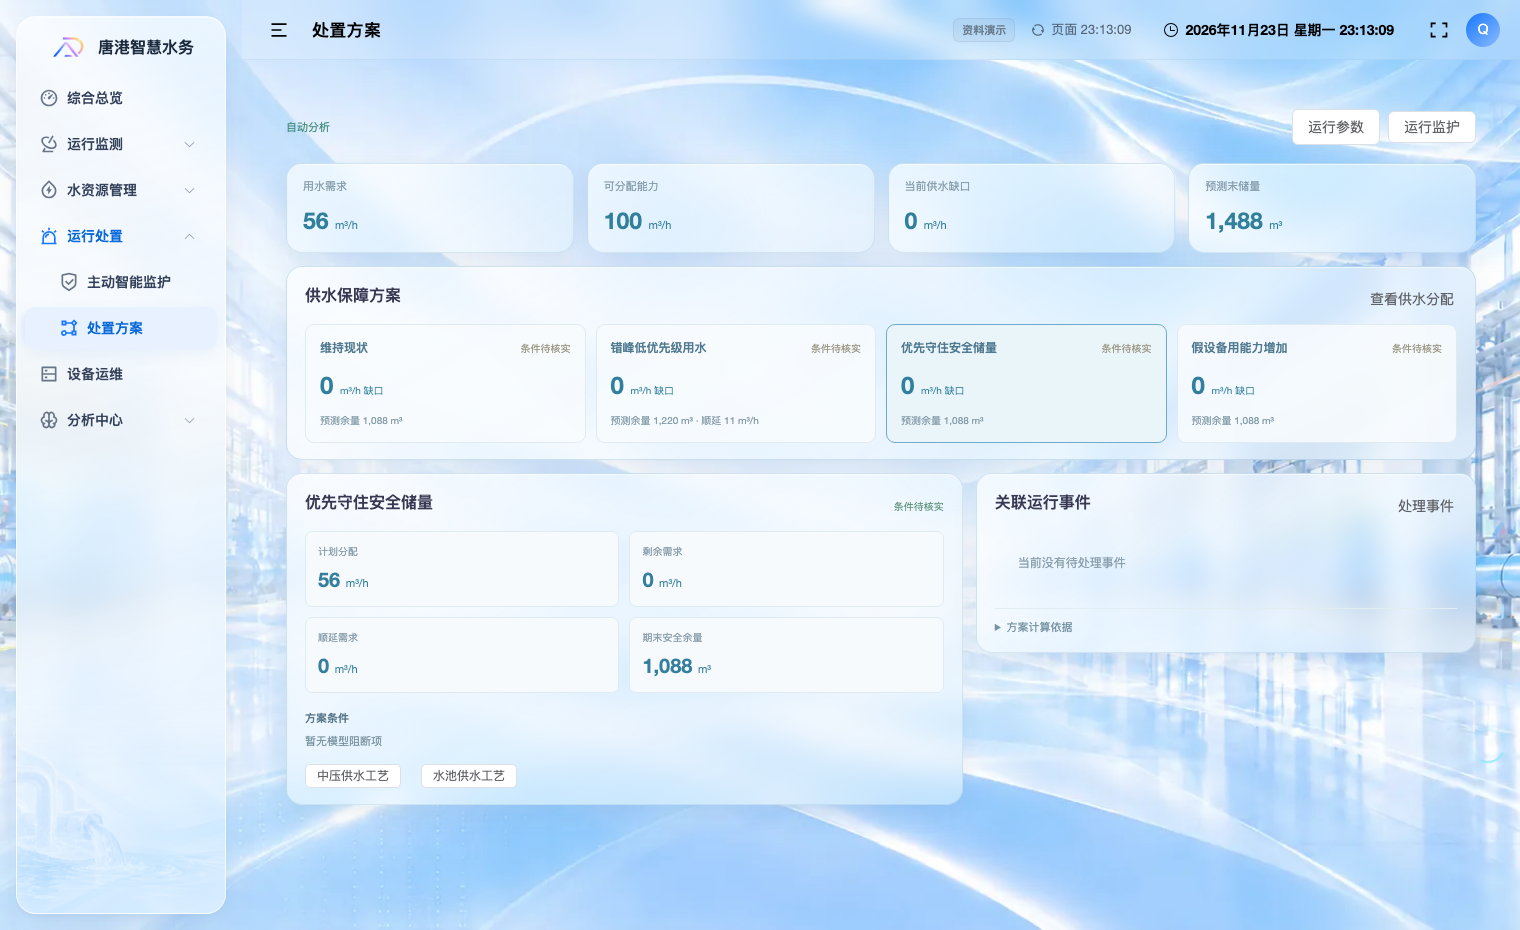 唐港智慧水务
处置方案
资料演示
页面 23:13:09
2026年11月23日 星期一 23:13:09
Q
综合总览
运行监测
水资源管理
运行处置
主动智能监护
处置方案
设备运维
分析中心
自动分析
运行参数
运行监护
用水需求
56 m³/h
可分配能力
100 m³/h
当前供水缺口
0 m³/h
预测末储量
1,488 m³
供水保障方案
查看供水分配
维持现状
条件待核实
0 m³/h 缺口
预测余量 1,088 m³
错峰低优先级用水
条件待核实
0 m³/h 缺口
预测余量 1,220 m³ · 顺延 11 m³/h
优先守住安全储量
条件待核实
0 m³/h 缺口
预测余量 1,088 m³
假设备用能力增加
条件待核实
0 m³/h 缺口
预测余量 1,088 m³
优先守住安全储量
条件待核实
计划分配
56 m³/h
剩余需求
0 m³/h
顺延需求
0 m³/h
期末安全余量
1,088 m³
方案条件
暂无模型阻断项
中压供水工艺
水池供水工艺
关联运行事件
处理事件
当前没有待处理事件
方案计算依据